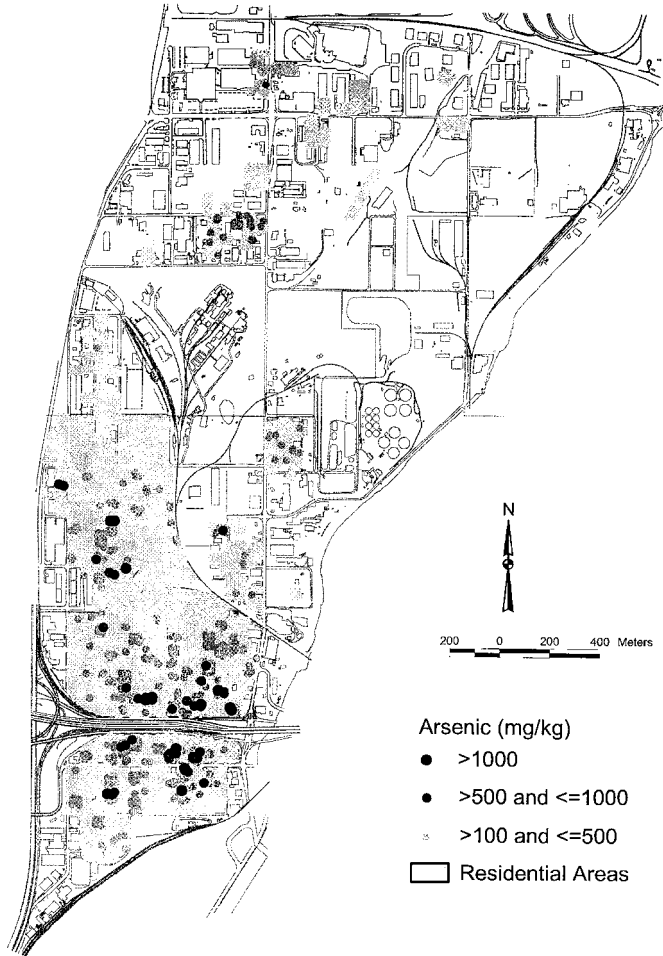 N
200 0 200 400 Meters
Arsenic (mg/kg)
>1000
>500 and <=1000
>100 and <=500
Residential Areas